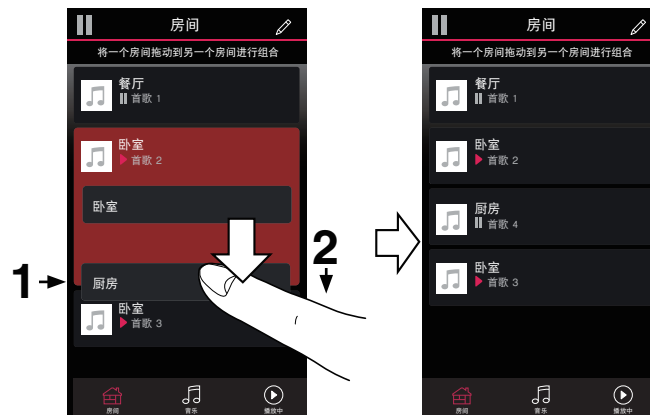 房间
将一个房间拖动到另一个房间进行组合
餐厅
首歌 1
卧室
首歌 2
卧室
厨房
卧室
首歌 3
房间
音乐
播放中
1
2
房间
将一个房间拖动到另一个房间进行组合
餐厅
首歌 1
卧室
首歌 2
厨房
首歌 4
卧室
首歌 3
房间
音乐
播放中